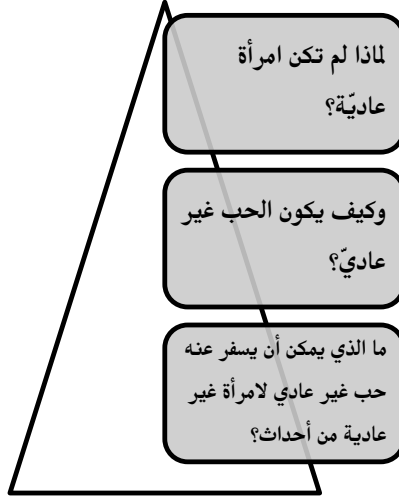 لماذا لم تكن امرأة
عاديّة؟
وكيف يكون الحب غير
عاديّ؟
ما الذي يمكن أن يسفر عنه
حب غير عادي لامرأة غير
عادية من أحداث؟